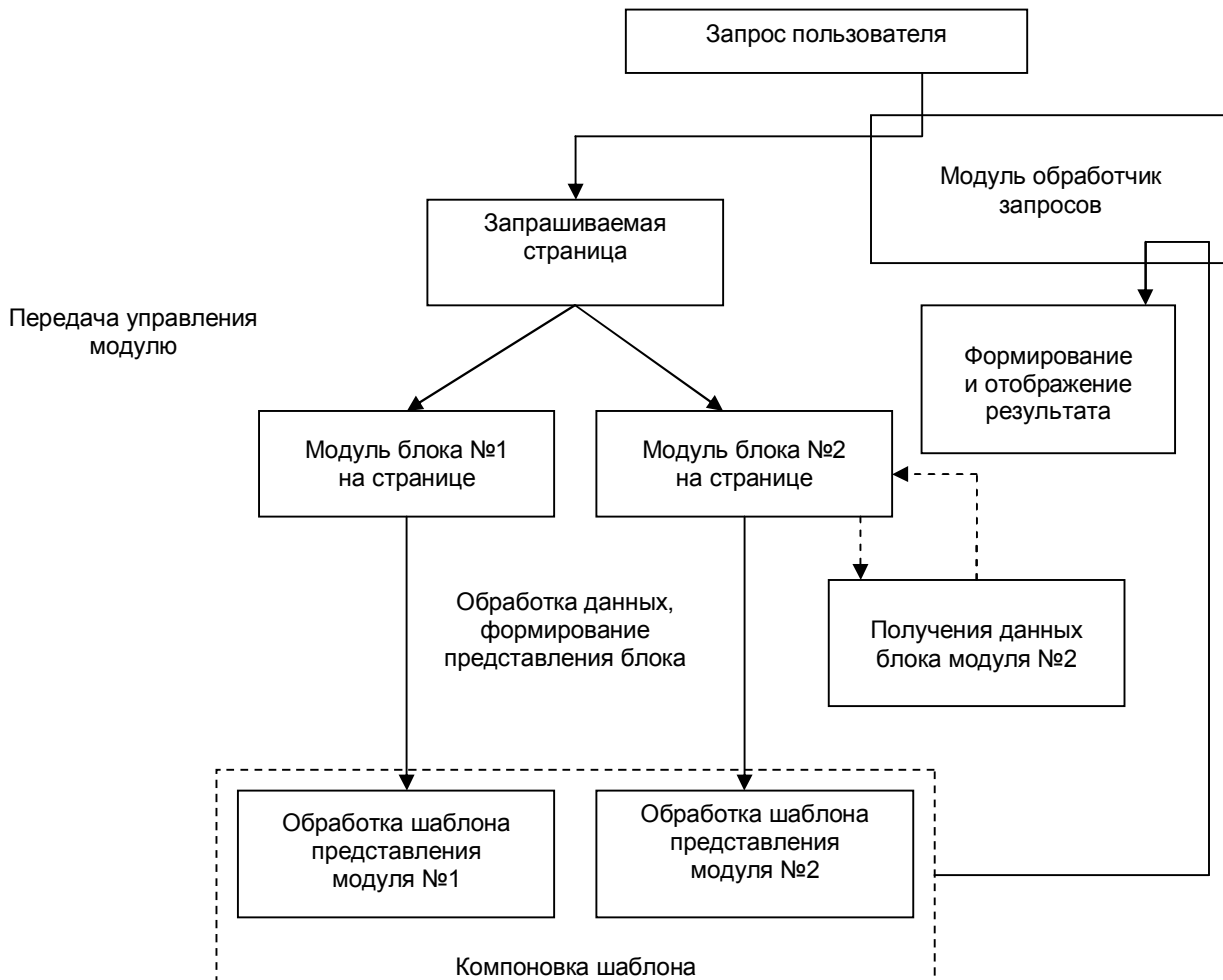 Запрос пользователя
Модуль обработчик
запросов
Запрашиваемая
страница
Передача управления
модулю
Формирование
и отображение
результата
Модуль блока №1
на странице
Модуль блока №2
на странице
Обработка данных,
формирование
представления блока
Получения данных
блока модуля №2
Обработка шаблона
представления
модуля №1
Обработка шаблона
представления
модуля №2
Компоновка шаблона